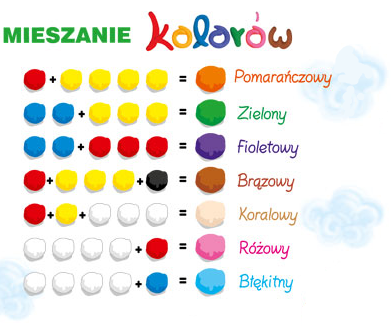 MIESZANIE kolorów
+ = Pomarańczowy
+ = Zielony
+ = Fioletowy
+ + = Brązowy
+ + = Koralowy
+ = Różowy
+ = Błękitny